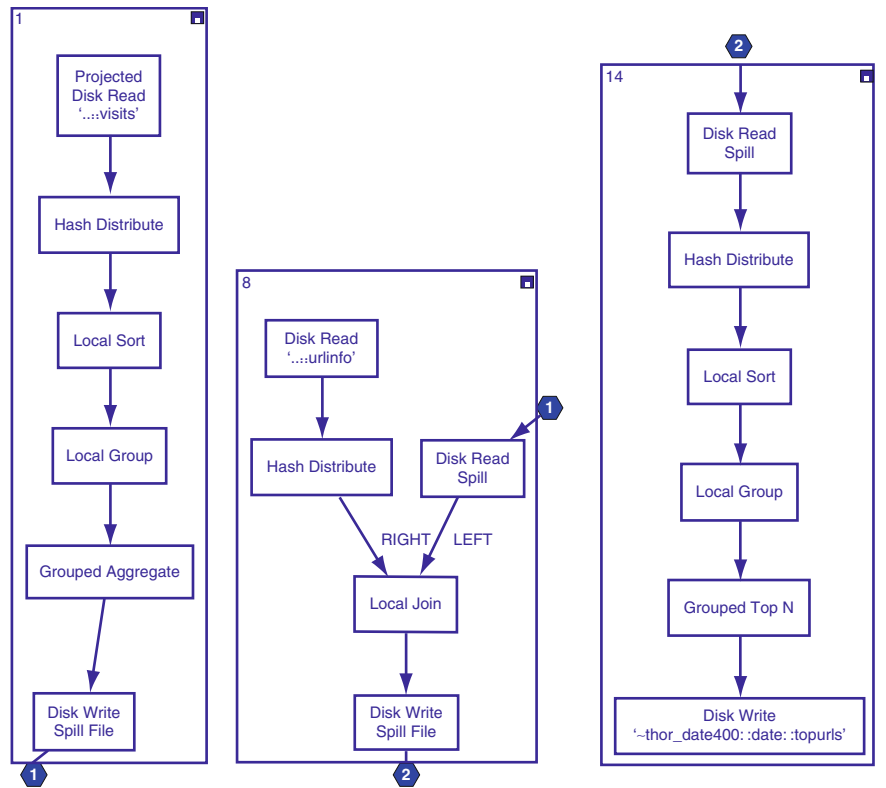 1
Projected
Disk Read
‘..::visits’
Hash Distribute
Local Sort
Local Group
Grouped Aggregate
Disk Write
Spill File
1
8
Disk Read
‘..::urlinfo’
1
Hash Distribute
Disk Read
Spill
RIGHT
LEFT
Local Join
Disk Write
Spill File
2
2
14
Disk Read
Spill
Hash Distribute
Local Sort
Local Group
Grouped Top N
Disk Write
‘~thor_date400: :date: :topurls’